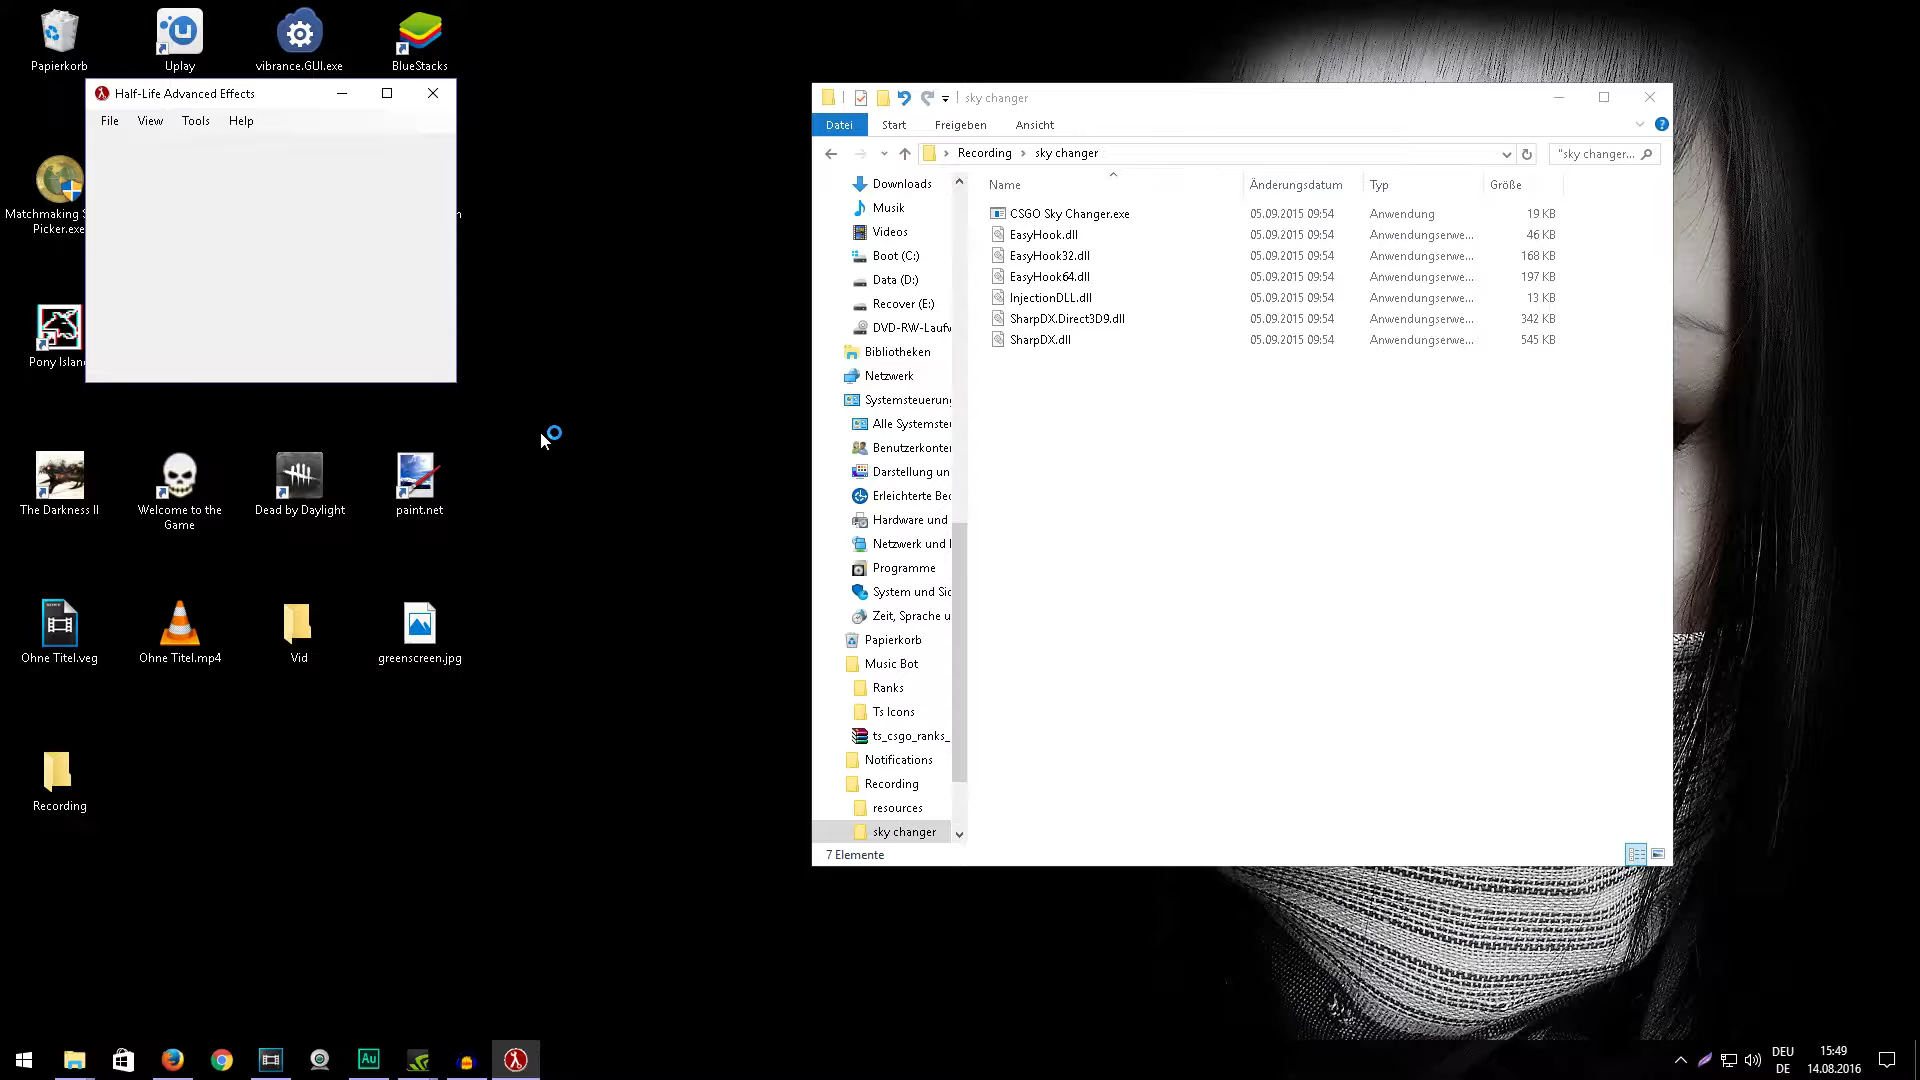 Papierkorb
Uplay
vibrance.GUI.exe
BlueStacks
Half-Life Advanced Effects
File View Tools Help
Matchmaking
Picker.exe
Pony Islan
The Darkness II
Welcome to the
Game
Dead by Daylight
paint.net
Ohne Titel.veg
Ohne Titel.mp4
Vid
greenscreen.jpg
Recording
sky changer
Datei Start Freigeben Ansicht
Recording › sky changer
"sky changer...
Downloads
Musik
Videos
Boot (C:)
Data (D:)
Recover (E:)
DVD-RW-Laufw
Bibliotheken
Netzwerk
Systemsteuerung
Alle Systemste
Benutzerkonter
Darstellung un
Erleichterte Bed
Hardware und
Netzwerk und I
Programme
System und Sic
Zeit, Sprache u
Papierkorb
Music Bot
Ranks
Ts Icons
ts_csgo_ranks_
Notifications
Recording
resources
sky changer
Name Änderungsdatum Typ Größe
CSGO Sky Changer.exe 05.09.2015 09:54 Anwendung 19 KB
EasyHook.dll 05.09.2015 09:54 Anwendungserwe... 46 KB
EasyHook32.dll 05.09.2015 09:54 Anwendungserwe... 168 KB
EasyHook64.dll 05.09.2015 09:54 Anwendungserwe... 197 KB
InjectionDLL.dll 05.09.2015 09:54 Anwendungserwe... 13 KB
SharpDX.Direct3D9.dll 05.09.2015 09:54 Anwendungserwe... 342 KB
SharpDX.dll 05.09.2015 09:54 Anwendungserwe... 545 KB
7 Elemente
Au
DEU
DE
15:49
14.08.2016